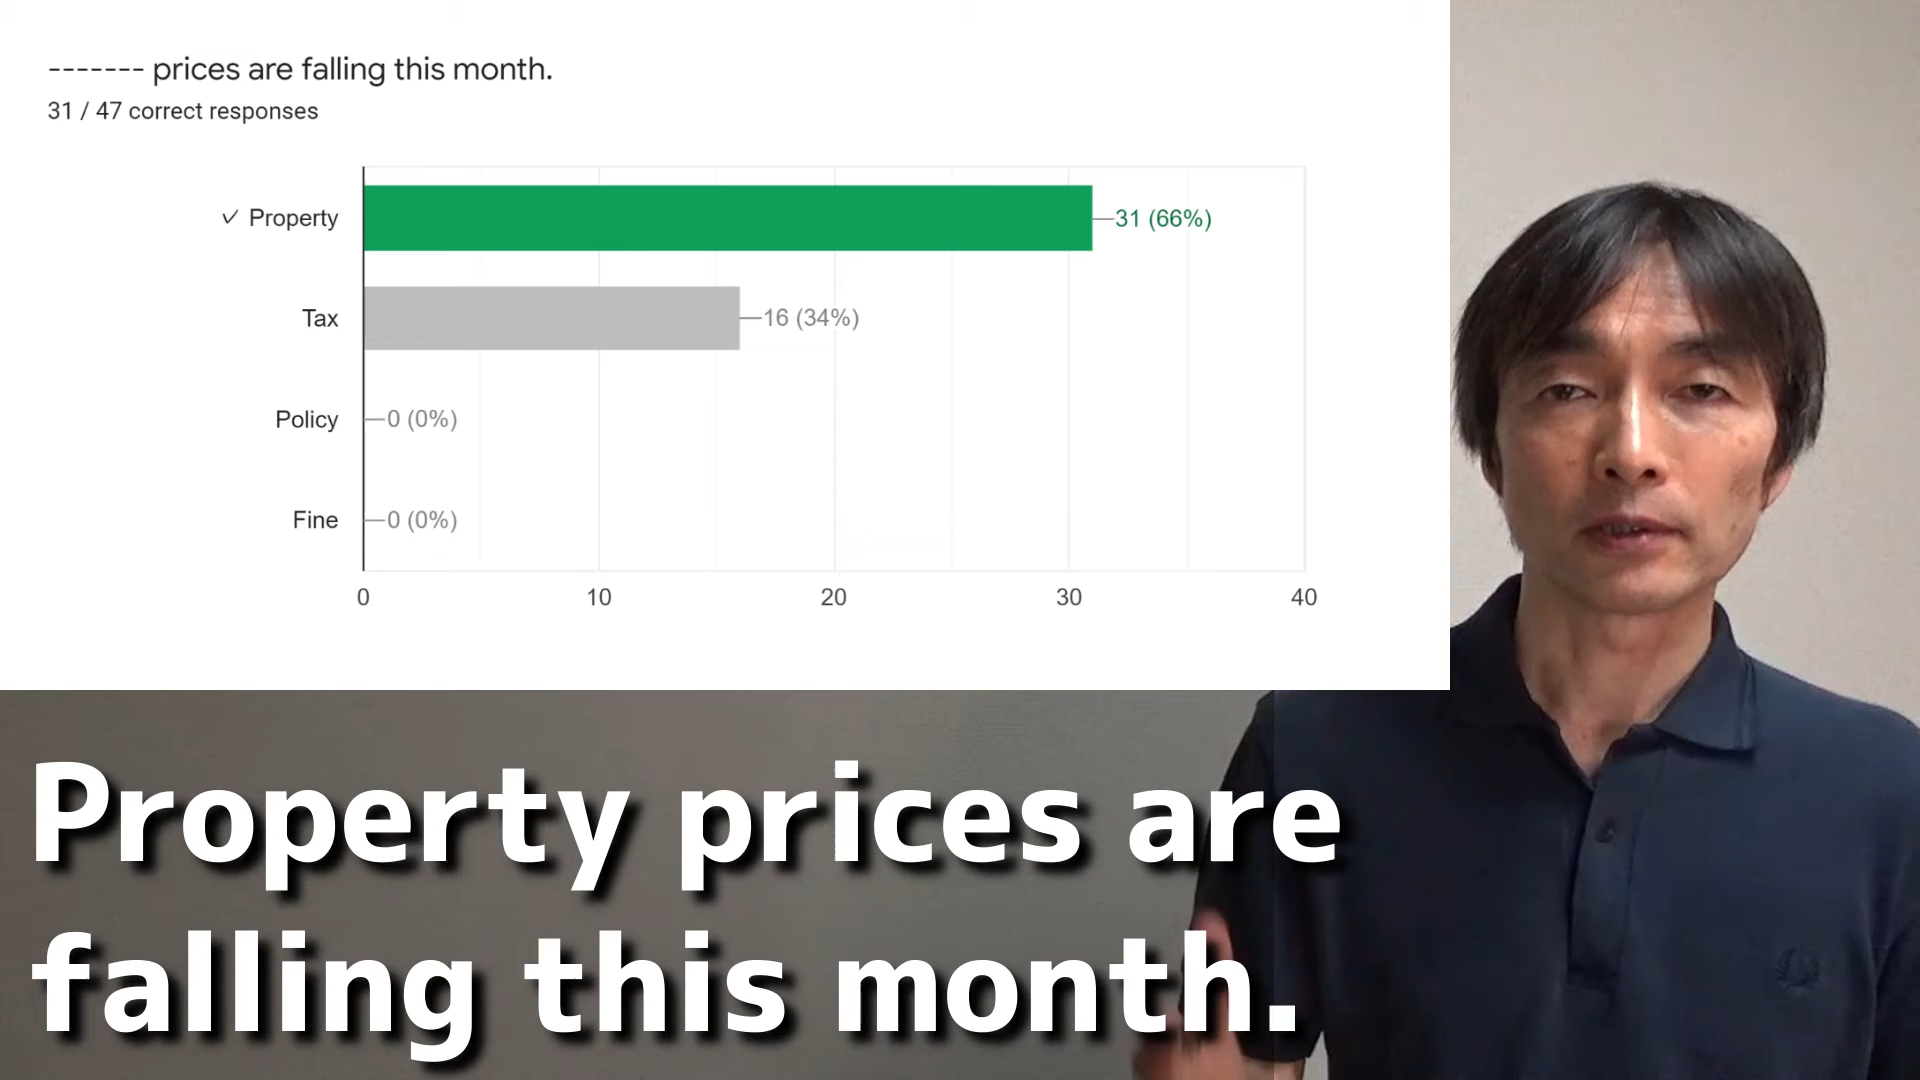 ------- prices are falling this month.
31 / 47 correct responses
✓ Property 31 (66%)
Tax 16 (34%)
Policy 0 (0%)
Fine 0 (0%)
0 10 20 30 40
Property prices are
falling this month.